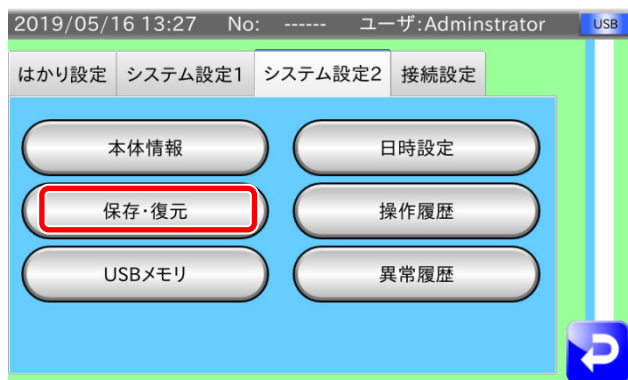 2019/05/16 13:27 No: ------ ユーザ:Adminstrator USB
はかり設定 システム設定1 システム設定2 接続設定
本体情報 日時設定
保存・復元 操作履歴
USBメモリ 異常履歴